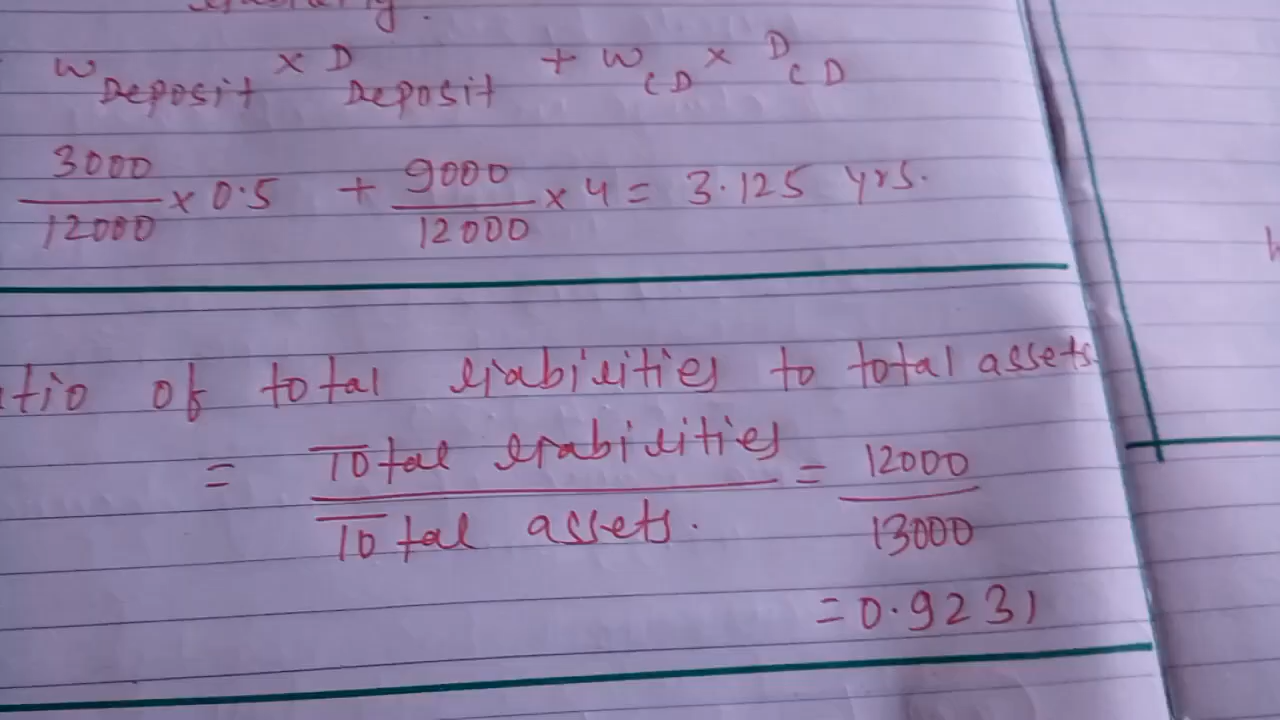 W Deposit × D Deposit + W CD × D CD
3000/12000 × 0.5 + 9000/12000 × 4 = 3.125 yrs.
tio of total liabilities to total assets
= Total liabilities / Total assets. = 12000/13000
= 0.9231